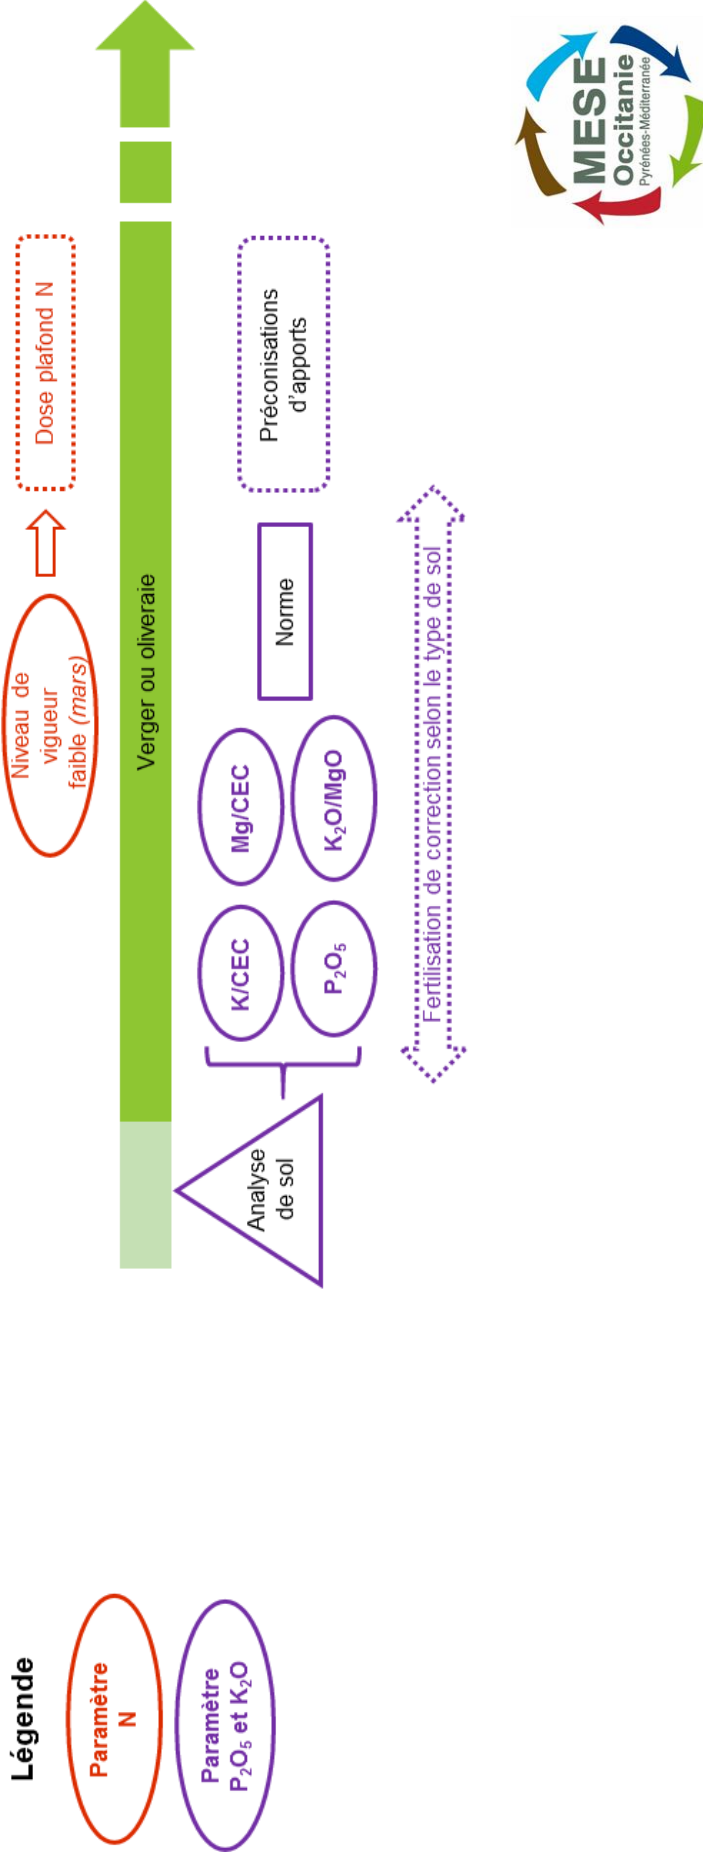 Légende
Paramètre
N
Paramètre
P₂O₅ et K₂O
Niveau de
vigueur
faible (mars)
Dose plafond N
Verger ou oliveraie
Analyse
de sol
K/CEC
Mg/CEC
P₂O₅
K₂O/MgO
Norme
Préconisations
d'apports
Fertilisation de correction selon le type de sol
MESE
Occitanie
Pyrénées-Méditerranée